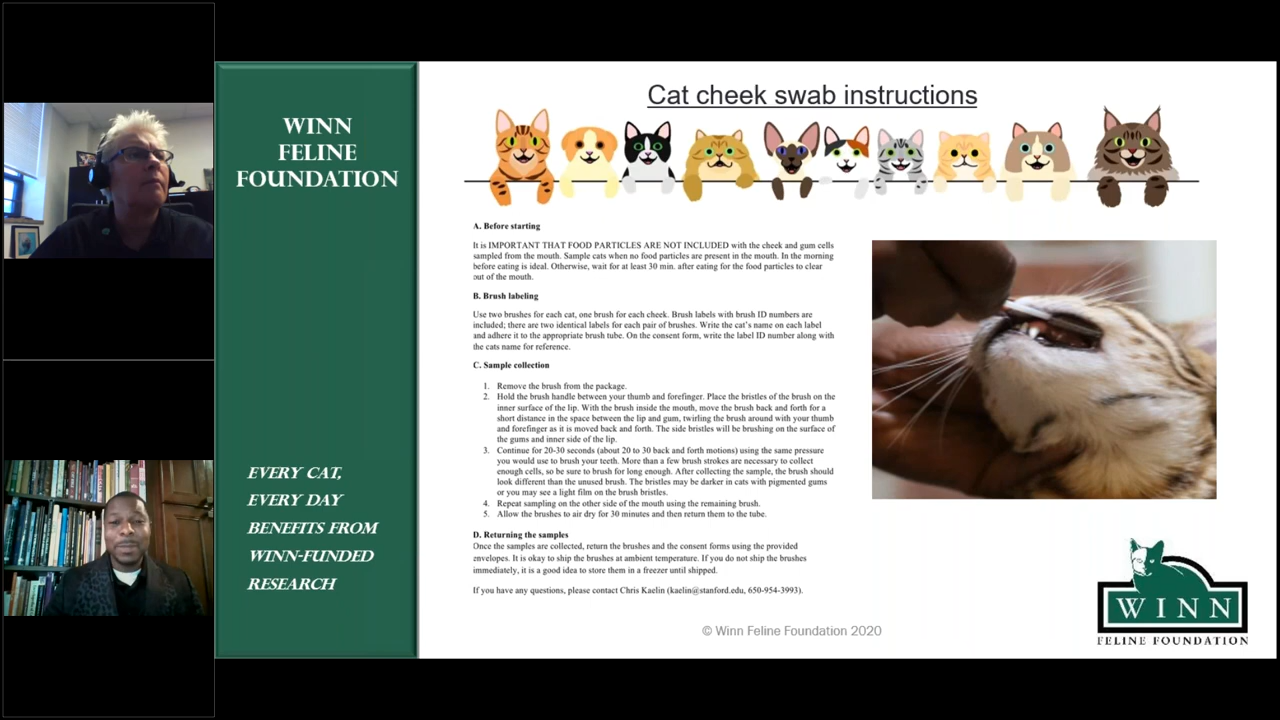 WINN
FELINE
FOUNDATION
EVERY CAT,
EVERY DAY
BENEFITS FROM
WINN-FUNDED
RESEARCH
Cat cheek swab instructions
A. Before starting
It is IMPORTANT THAT FOOD PARTICLES ARE NOT INCLUDED with the cheek and gum cells
sampled from the mouth. Sample cats when no food particles are present in the mouth. In the morning
before eating is ideal. Otherwise, wait for at least 30 min. after eating for the food particles to clear
out of the mouth.
B. Brush labeling
Use two brushes for each cat, one brush for each cheek. Brush labels with brush ID numbers are
included; there are two identical labels for each pair of brushes. Write the cat's name on each label
and adhere it to the appropriate brush tube. On the consent form, write the label ID number along with
the cats name for reference.
C. Sample collection
1. Remove the brush from the package.
2. Hold the brush handle between your thumb and forefinger. Place the bristles of the brush on the
inner surface of the lip. With the brush inside the mouth, move the brush back and forth for a
short distance in the space between the lip and gum, twirling the brush around with your thumb
and forefinger as it is moved back and forth. The side bristles will be brushing on the surface of
the gums and inner side of the lip.
3. Continue for 20-30 seconds (about 20 to 30 back and forth motions) using the same pressure
you would use to brush your teeth. More than a few brush strokes are necessary to collect
enough cells, so be sure to brush for long enough. After collecting the sample, the brush should
look different than the unused brush. The bristles may be darker in cats with pigmented gums
or you may see a light film on the brush bristles.
4. Repeat sampling on the other side of the mouth using the remaining brush.
5. Allow the brushes to air dry for 30 minutes and then return them to the tube.
D. Returning the samples
Once the samples are collected, return the brushes and the consent forms using the provided
envelopes. It is okay to ship the brushes at ambient temperature. If you do not ship the brushes
immediately, it is a good idea to store them in a freezer until shipped.
If you have any questions, please contact Chris Kaelin (kaelin@stanford.edu, 650-954-3993).
© Winn Feline Foundation 2020
WINN
FELINE FOUNDATION